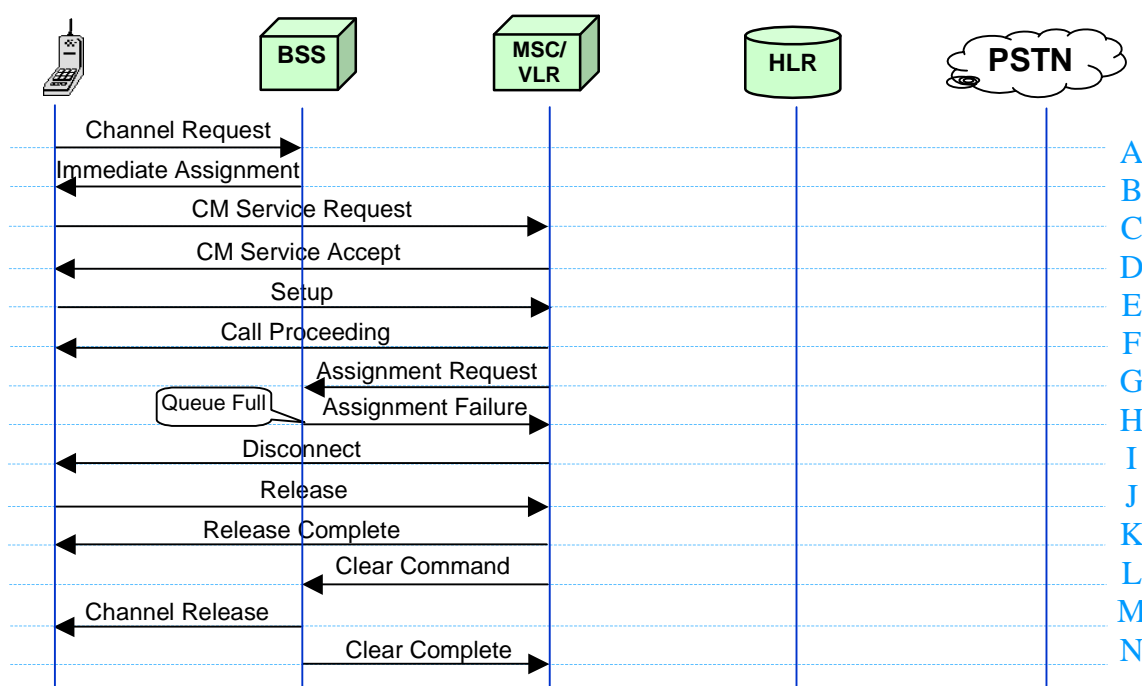 BSS
MSC/
VLR
HLR
PSTN
Channel Request
A
Immediate Assignment
B
CM Service Request
C
CM Service Accept
D
Setup
E
Call Proceeding
F
Assignment Request
G
Queue Full
Assignment Failure
H
Disconnect
I
Release
J
Release Complete
K
Clear Command
L
Channel Release
M
Clear Complete
N